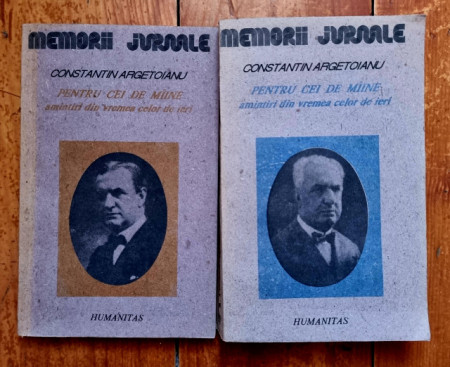 MEMORII JURNALE
CONSTANTIN ARGETOIANU
PENTRU CEI DE MÎINE
amintiri din vremea celor de ieri
HUMANITAS
MEMORII JURNALE
CONSTANTIN ARGETOIANU
PENTRU CEI DE MÎINE
amintiri din vremea celor de ieri
HUMANITAS